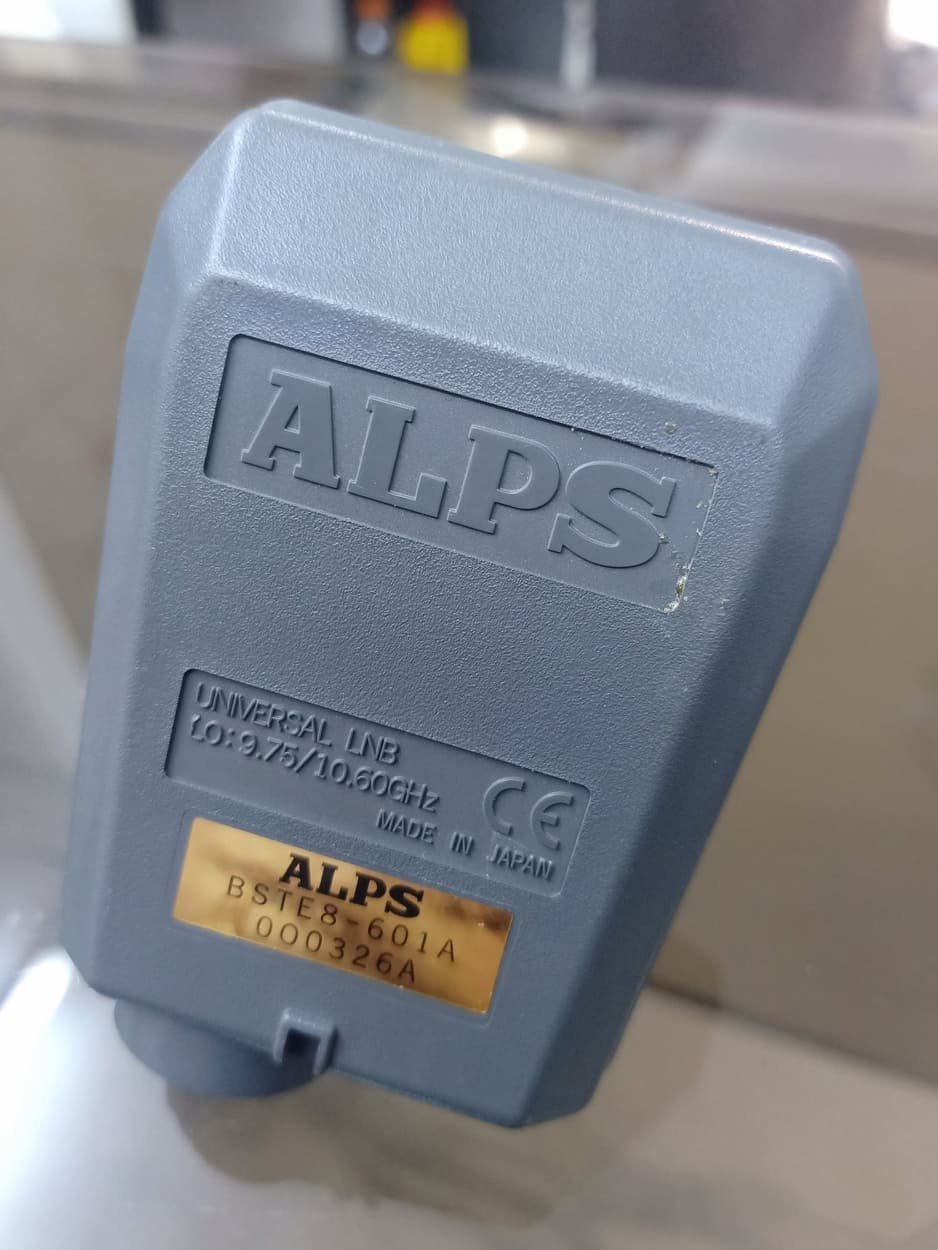 ALPS
UNIVERSAL LNB
LO:9.75/10.60GHz
CE
MADE IN JAPAN
ALPS
BSTE8-601A
000326A